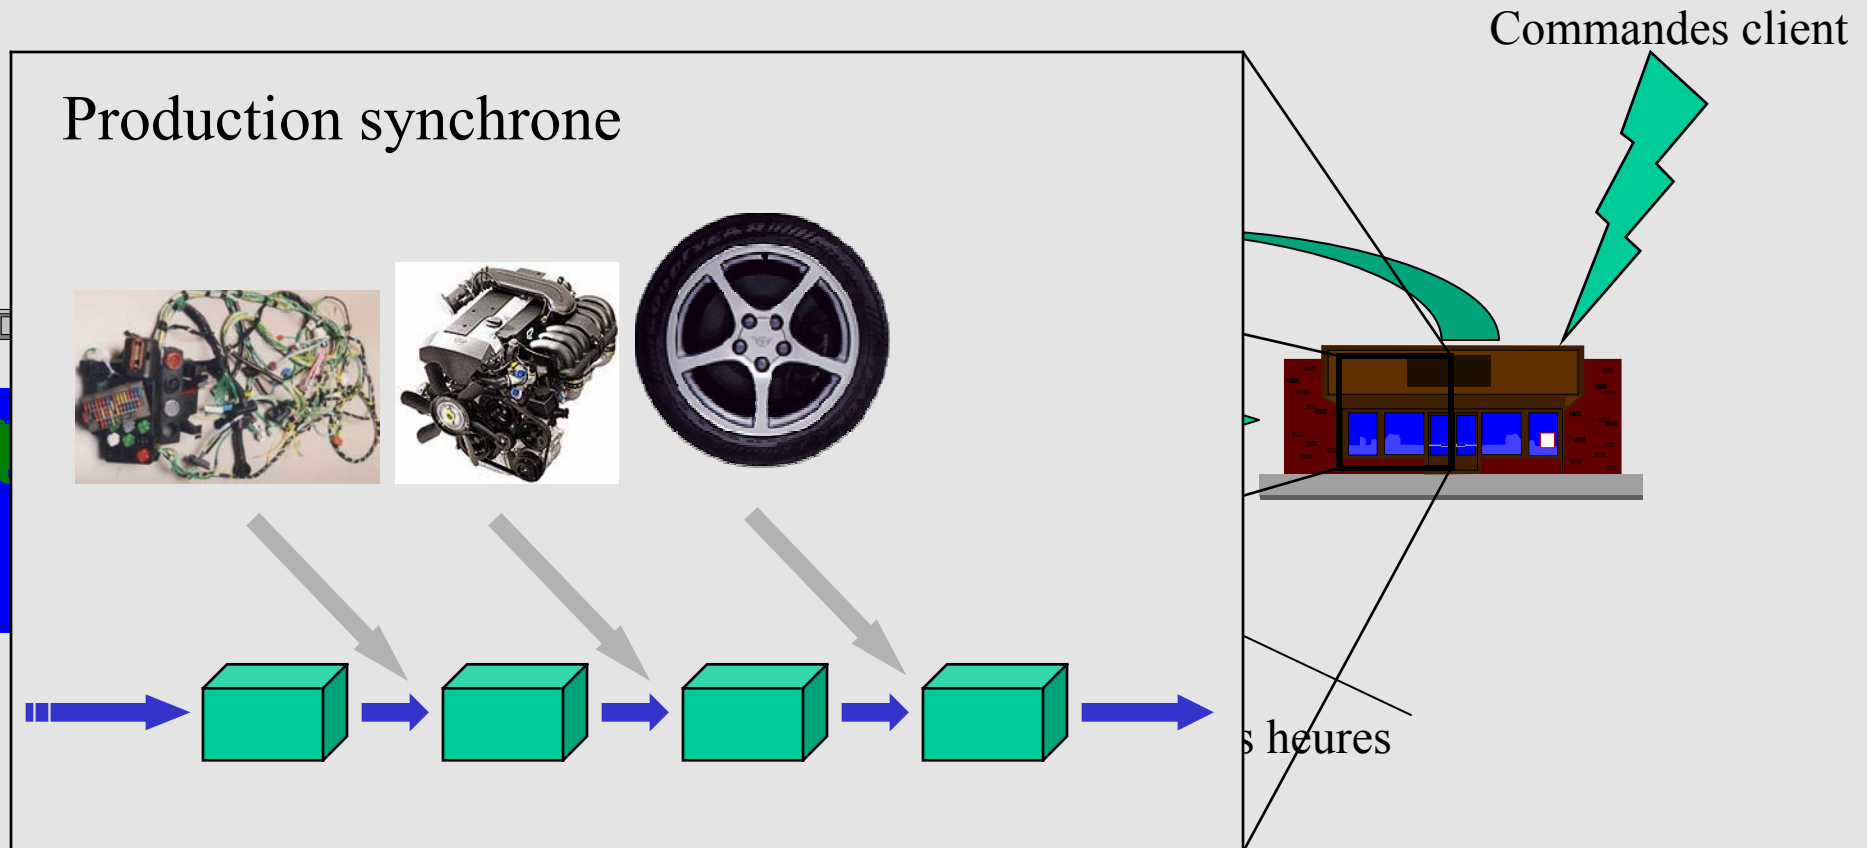 Commandes client
Production synchrone
s heures